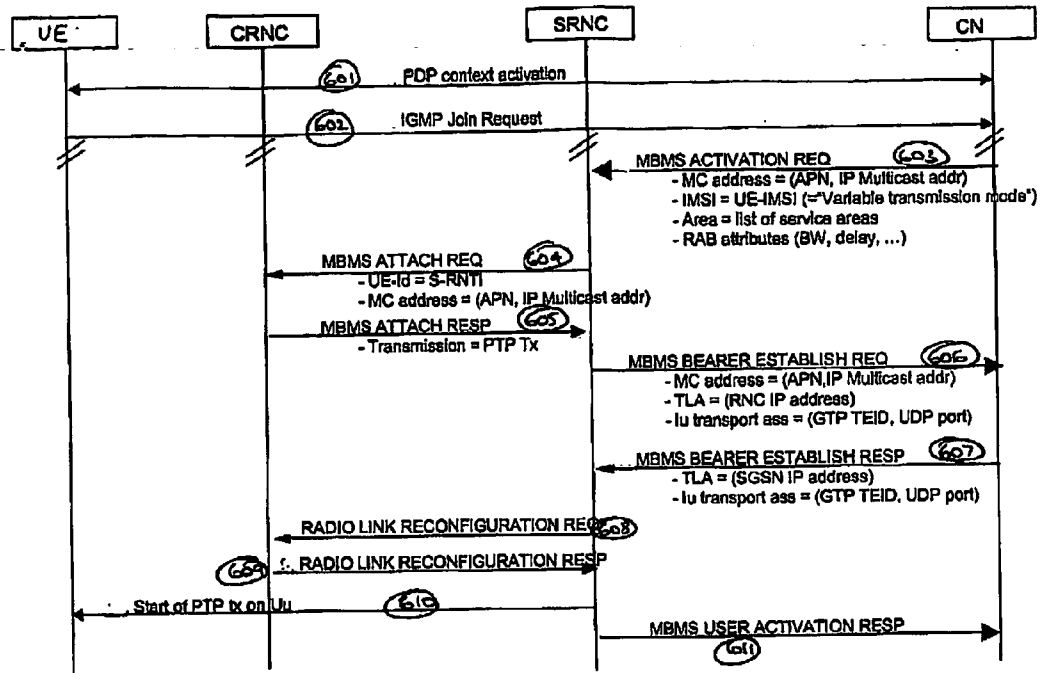 UE CRNC SRNC CN
601 PDP context activation
602 IGMP Join Request
MBMS ACTIVATION REQ 603
- MC address = (APN, IP Multicast addr)
- IMSI = UE-IMSI (="Variable transmission mode")
- Area = list of service areas
- RAB attributes (BW, delay, ...)
MBMS ATTACH REQ 604
- UE-Id = S-RNTI
- MC address = (APN, IP Multicast addr)
MBMS ATTACH RESP 605
- Transmission = PTP Tx
MBMS BEARER ESTABLISH REQ 606
- MC address = (APN,IP Multicast addr)
- TLA = (RNC IP address)
- Iu transport ass = (GTP TEID, UDP port)
MBMS BEARER ESTABLISH RESP 607
- TLA = (SGSN IP address)
- Iu transport ass = (GTP TEID, UDP port)
RADIO LINK RECONFIGURATION REQ 608
609 RADIO LINK RECONFIGURATION RESP
Start of PTP tx on Uu 610
MBMS USER ACTIVATION RESP
611